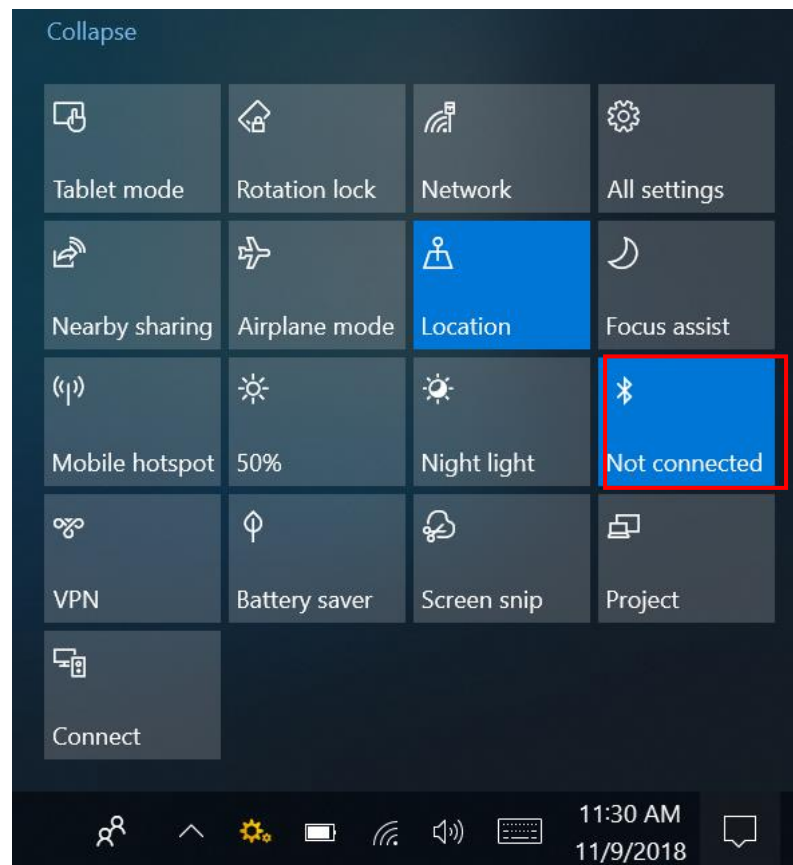 Collapse
Tablet mode
Rotation lock
Network
All settings
Nearby sharing
Airplane mode
Location
Focus assist
Mobile hotspot
50%
Night light
Not connected
VPN
Battery saver
Screen snip
Project
Connect
11:30 AM
11/9/2018